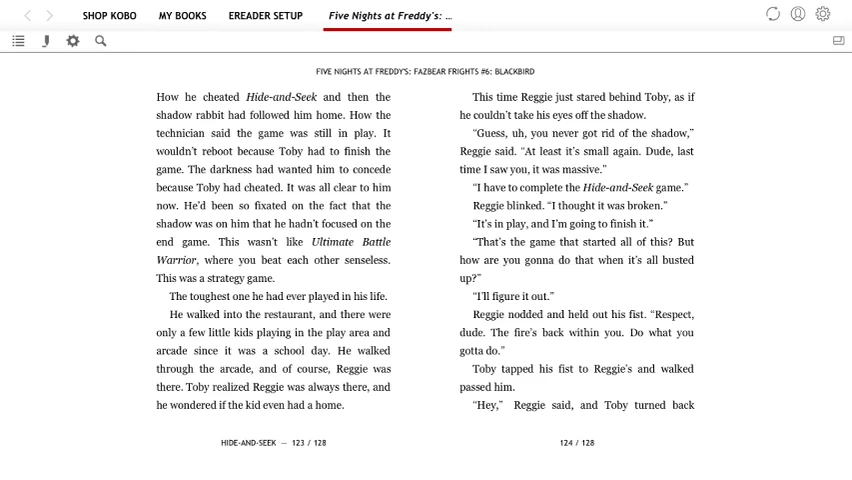 SHOP KOBO MY BOOKS EREADER SETUP Five Nights at Freddy's: ...
FIVE NIGHTS AT FREDDY'S: FAZBEAR FRIGHTS #6: BLACKBIRD
How he cheated Hide-and-Seek and then the
shadow rabbit had followed him home. How the
technician said the game was still in play. It
wouldn't reboot because Toby had to finish the
game. The darkness had wanted him to concede
because Toby had cheated. It was all clear to him
now. He'd been so fixated on the fact that the
shadow was on him that he hadn't focused on the
end game. This wasn't like Ultimate Battle
Warrior, where you beat each other senseless.
This was a strategy game.
The toughest one he had ever played in his life.
He walked into the restaurant, and there were
only a few little kids playing in the play area and
arcade since it was a school day. He walked
through the arcade, and of course, Reggie was
there. Toby realized Reggie was always there, and
he wondered if the kid even had a home.
HIDE-AND-SEEK — 123 / 128
This time Reggie just stared behind Toby, as if
he couldn't take his eyes off the shadow.
“Guess, uh, you never got rid of the shadow,”
Reggie said. “At least it's small again. Dude, last
time I saw you, it was massive.”
“I have to complete the Hide-and-Seek game.”
Reggie blinked. “I thought it was broken.”
“It's in play, and I'm going to finish it.”
“That's the game that started all of this? But
how are you gonna do that when it's all busted
up?”
“I'll figure it out.”
Reggie nodded and held out his fist. “Respect,
dude. The fire's back within you. Do what you
gotta do.”
Toby tapped his fist to Reggie's and walked
passed him.
“Hey,” Reggie said, and Toby turned back
124 / 128